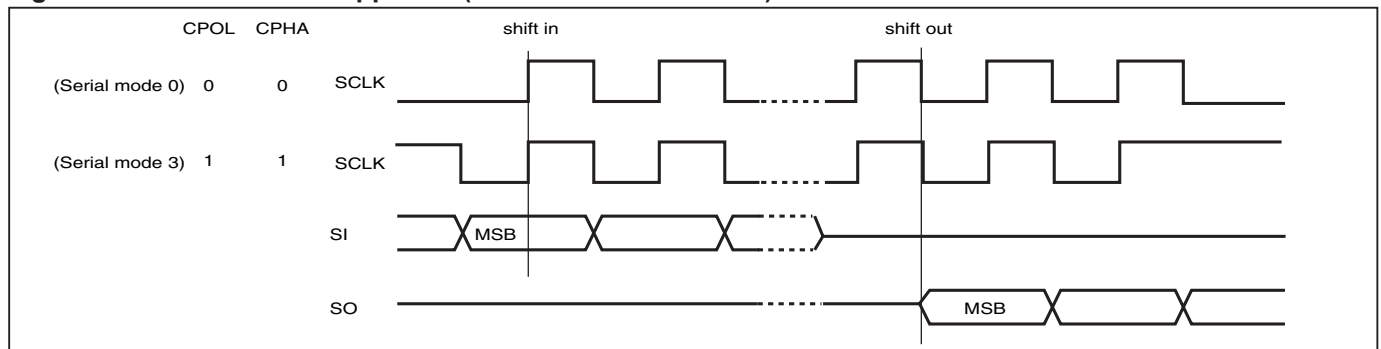 CPOL CPHA shift in shift out
(Serial mode 0) 0 0 SCLK
(Serial mode 3) 1 1 SCLK
SI MSB
SO MSB